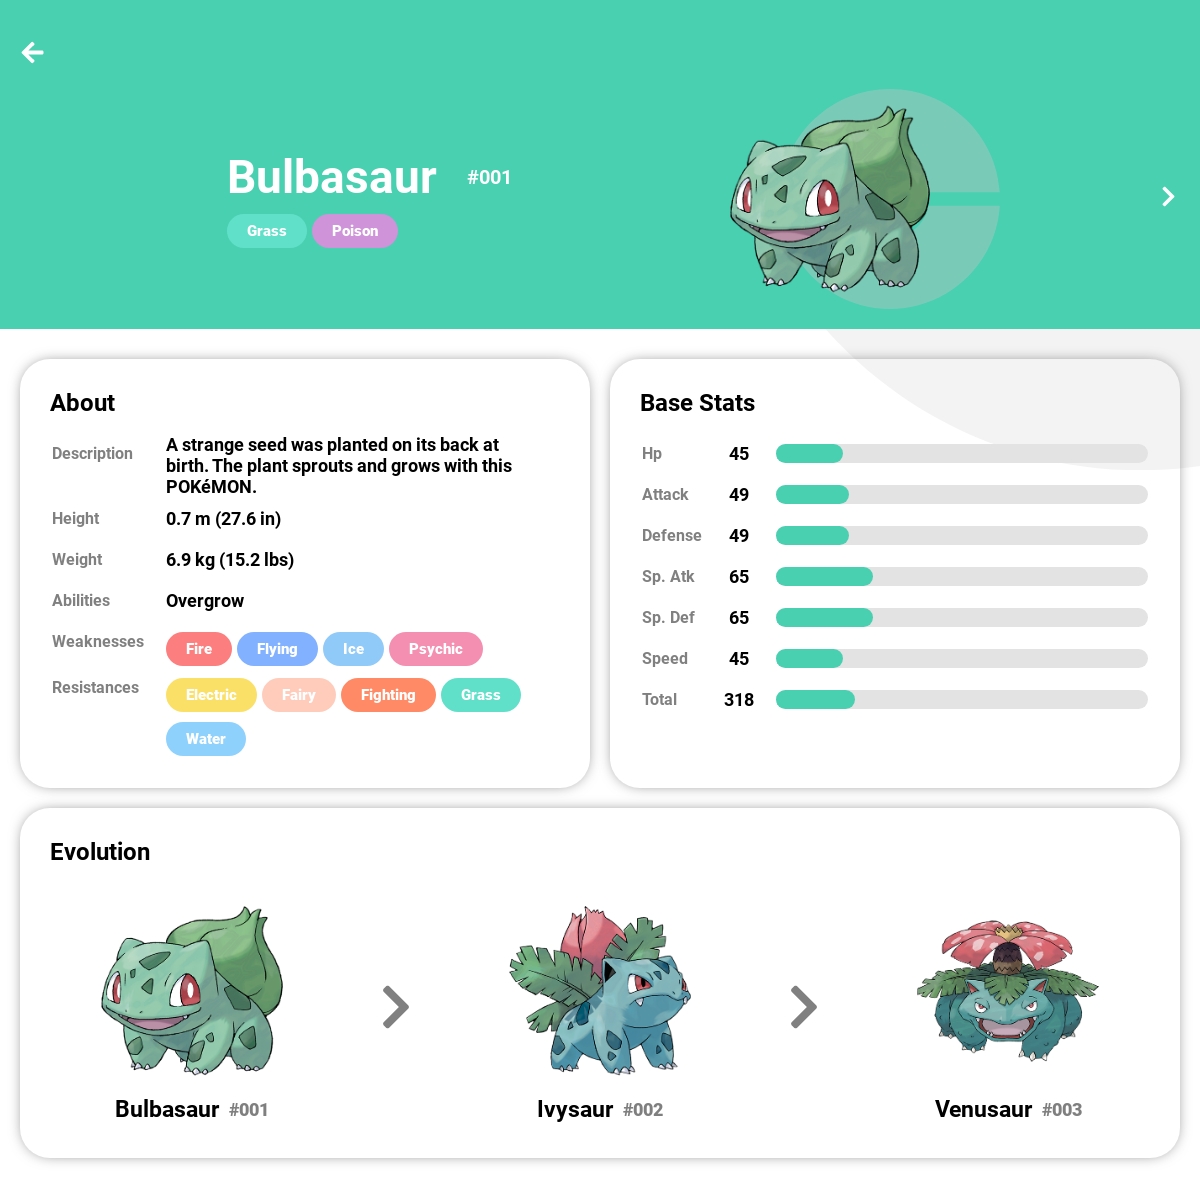 Bulbasaur #001
Grass Poison
About
Description A strange seed was planted on its back at
birth. The plant sprouts and grows with this
POKéMON.
Height 0.7 m (27.6 in)
Weight 6.9 kg (15.2 lbs)
Abilities Overgrow
Weaknesses Fire Flying Ice Psychic
Resistances Electric Fairy Fighting Grass
Water
Base Stats
Hp 45
Attack 49
Defense 49
Sp. Atk 65
Sp. Def 65
Speed 45
Total 318
Evolution
Bulbasaur #001
Ivysaur #002
Venusaur #003